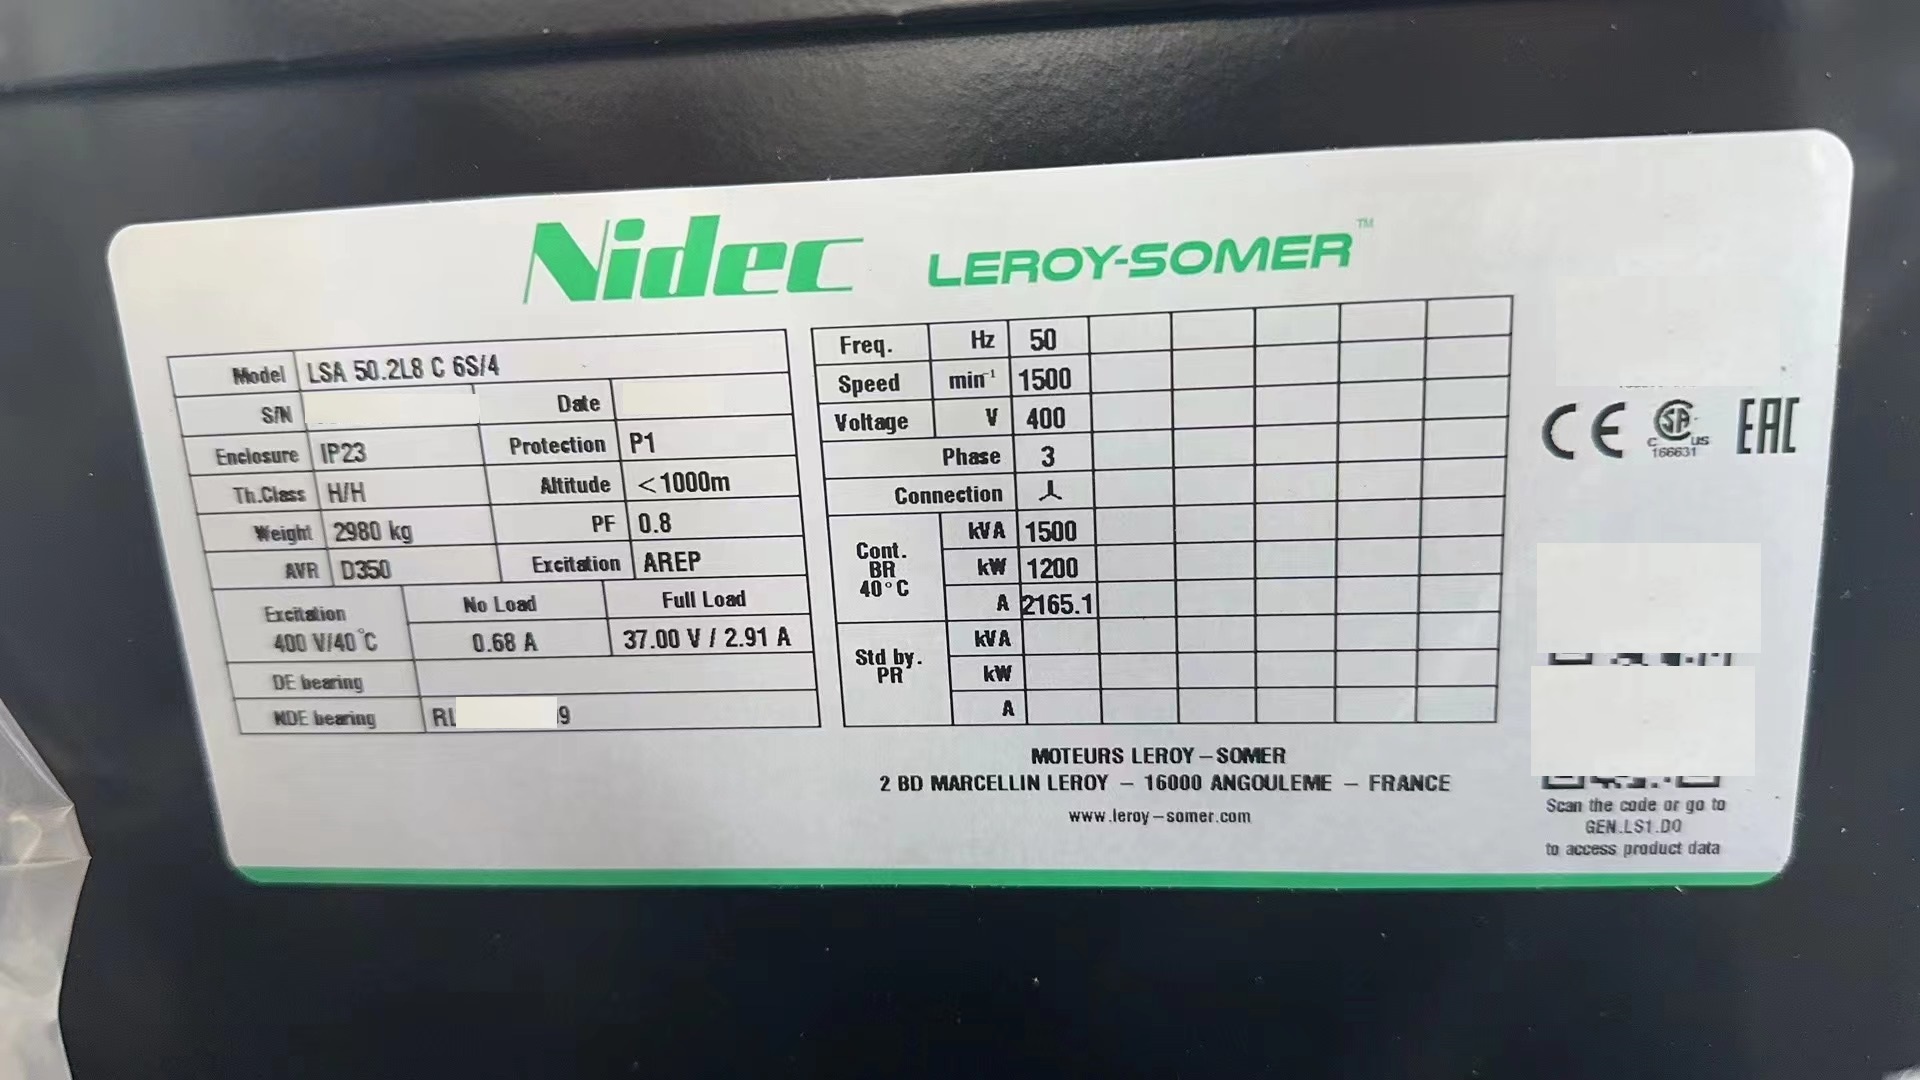 Nidec LEROY-SOMER™
Model LSA 50.2L8 C 6S/4
S/N Date
Enclosure IP23 Protection P1
Th.Class H/H Altitude <1000m
Weight 2980 kg PF 0.8
AVR D350 Excitation AREP
Excitation No Load Full Load
400 V/40°C 0.68 A 37.00 V / 2.91 A
DE bearing
NDE bearing RL 9
Freq. Hz 50
Speed min⁻¹ 1500
Voltage V 400
Phase 3
Connection
Cont. BR 40°C kVA 1500
kW 1200
A 2165.1
Std by. PR kVA
kW
A
MOTEURS LEROY-SOMER
2 BD MARCELLIN LEROY - 16000 ANGOULEME - FRANCE
www.leroy-somer.com
CE C SA US EAC
166631
Scan the code or go to
GEN.LS1.DO
to access product data